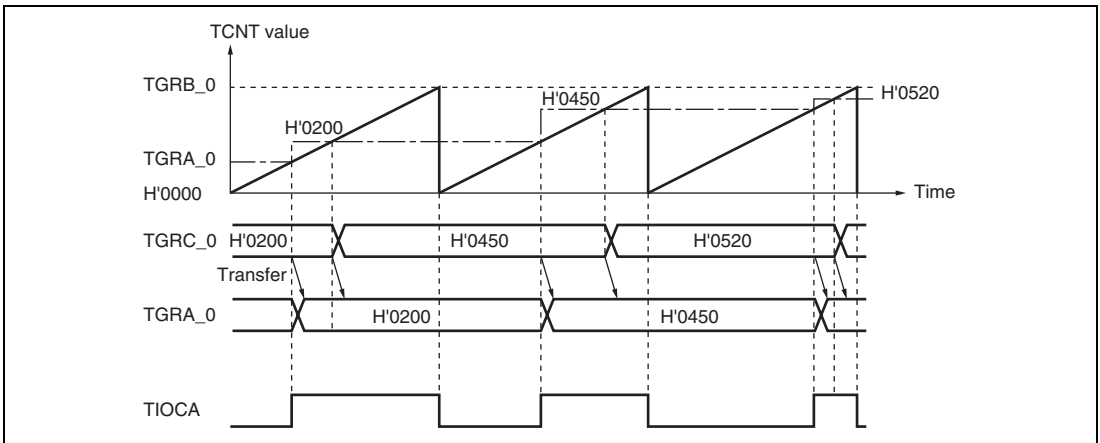 TCNT value
TGRB_0
H'0450
H'0520
H'0200
TGRA_0
H'0000
Time
TGRC_0
H'0200
H'0450
H'0520
Transfer
TGRA_0
H'0200
H'0450
TIOCA